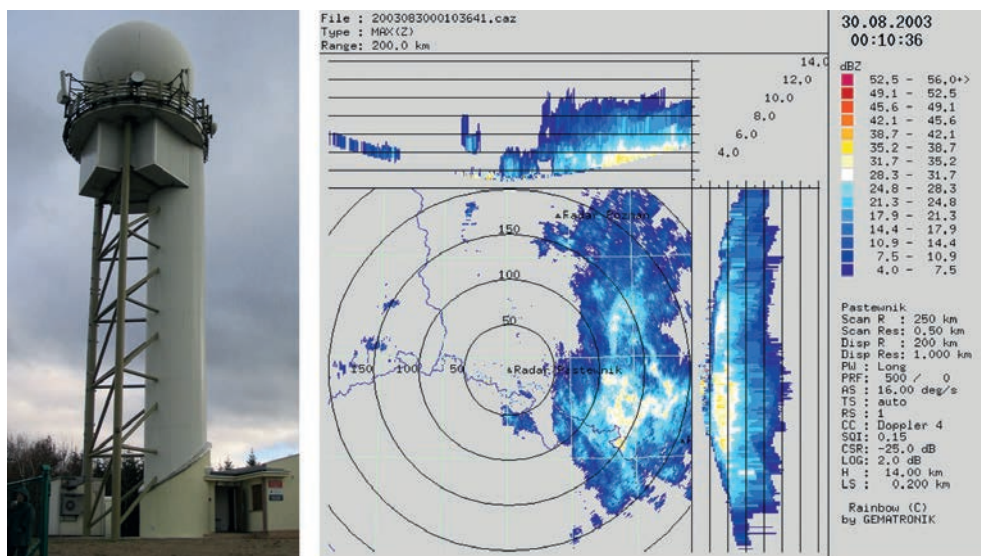 File : 2003083000103641.caz
Type : MAX(Z)
Range: 200.0 km
14.0
12.0
10.0
8.0
6.0
4.0
Radar Poznan
150
100
50
150 100 50
Radar Pastewnik
30.08.2003
00:10:36
dBZ
52.5 - 56.0+>
49.1 - 52.5
45.6 - 49.1
42.1 - 45.6
38.7 - 42.1
35.2 - 38.7
31.7 - 35.2
28.3 - 31.7
24.8 - 28.3
21.3 - 24.8
17.9 - 21.3
14.4 - 17.9
10.9 - 14.4
7.5 - 10.9
4.0 - 7.5
Pastewnik
Scan R : 250 km
Scan Res: 0.50 km
Disp R : 200 km
Disp Res: 1.000 km
PW : Long
PRF: 500 / 0
AS : 16.00 deg/s
TS : auto
RS : 1
CC : Doppler 4
SQI: 0.15
CSR: -25.0 dB
LOG: 2.0 dB
H : 14.00 km
LS : 0.200 km
Rainbow (C)
by GEMATRONIK